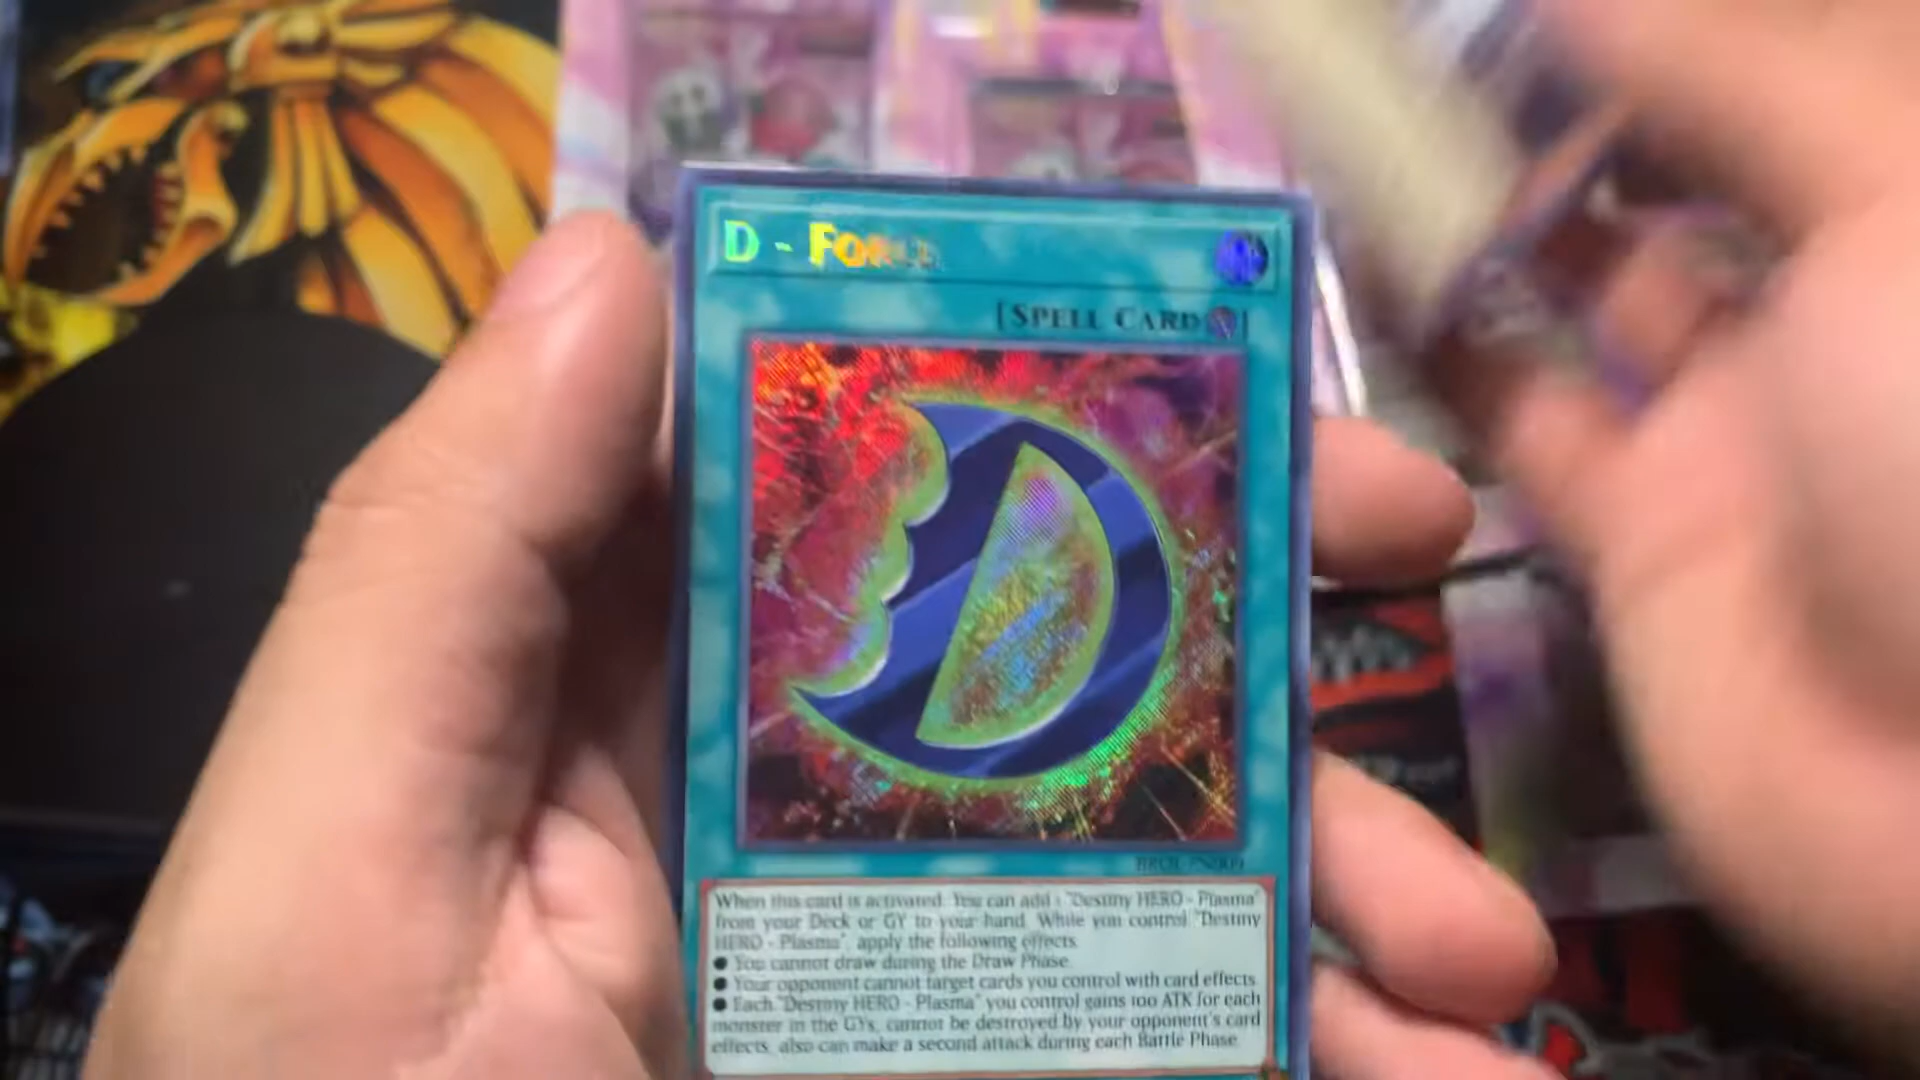 D - Force
[SPELL CARD]
When this card is activated: You can add 1 "Destiny HERO - Plasma"
from your Deck or GY to your hand. While you control "Destiny
HERO - Plasma", apply the following effects.
● You cannot draw during the Draw Phase.
● Your opponent cannot target cards you control with card effects.
● Each "Destiny HERO - Plasma" you control gains 100 ATK for each
monster in the GYs, cannot be destroyed by your opponent's card
effects, also can make a second attack during each Battle Phase.